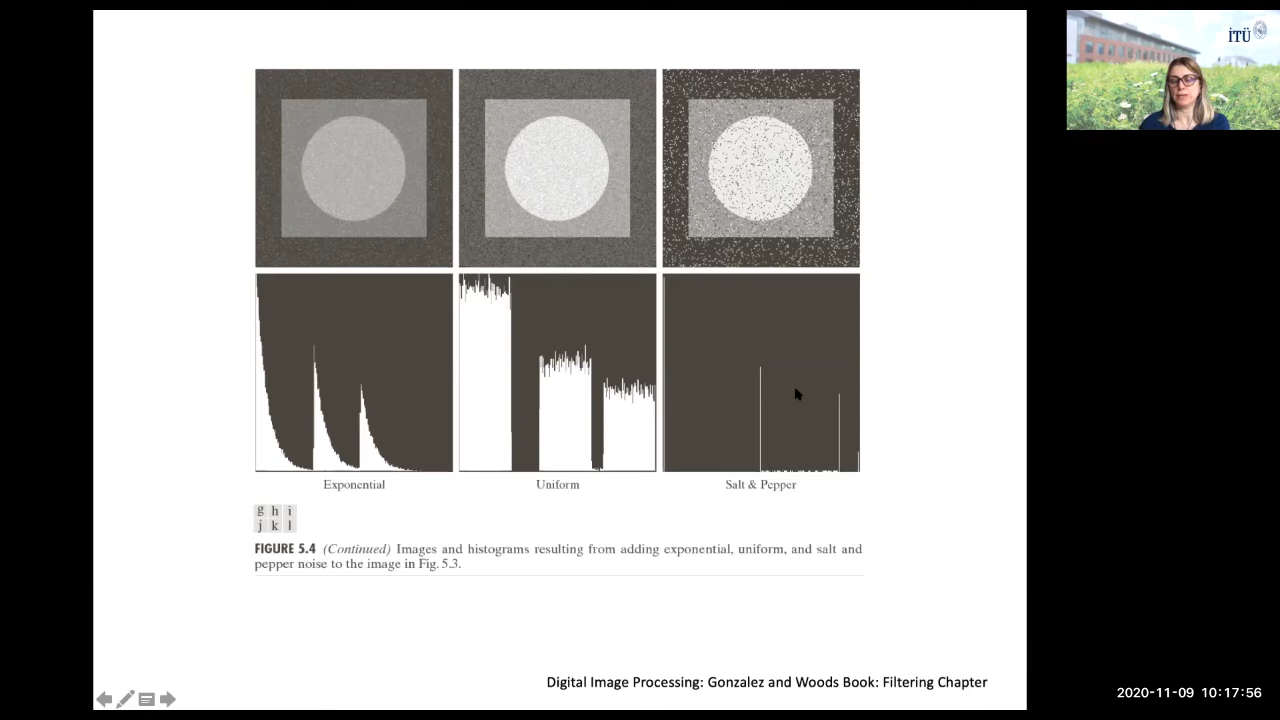 İTÜ
Exponential
Uniform
Salt & Pepper
g h i
j k l
FIGURE 5.4 (Continued) Images and histograms resulting from adding exponential, uniform, and salt and
pepper noise to the image in Fig. 5.3.
Digital Image Processing: Gonzalez and Woods Book: Filtering Chapter
2020-11-09 10:17:56